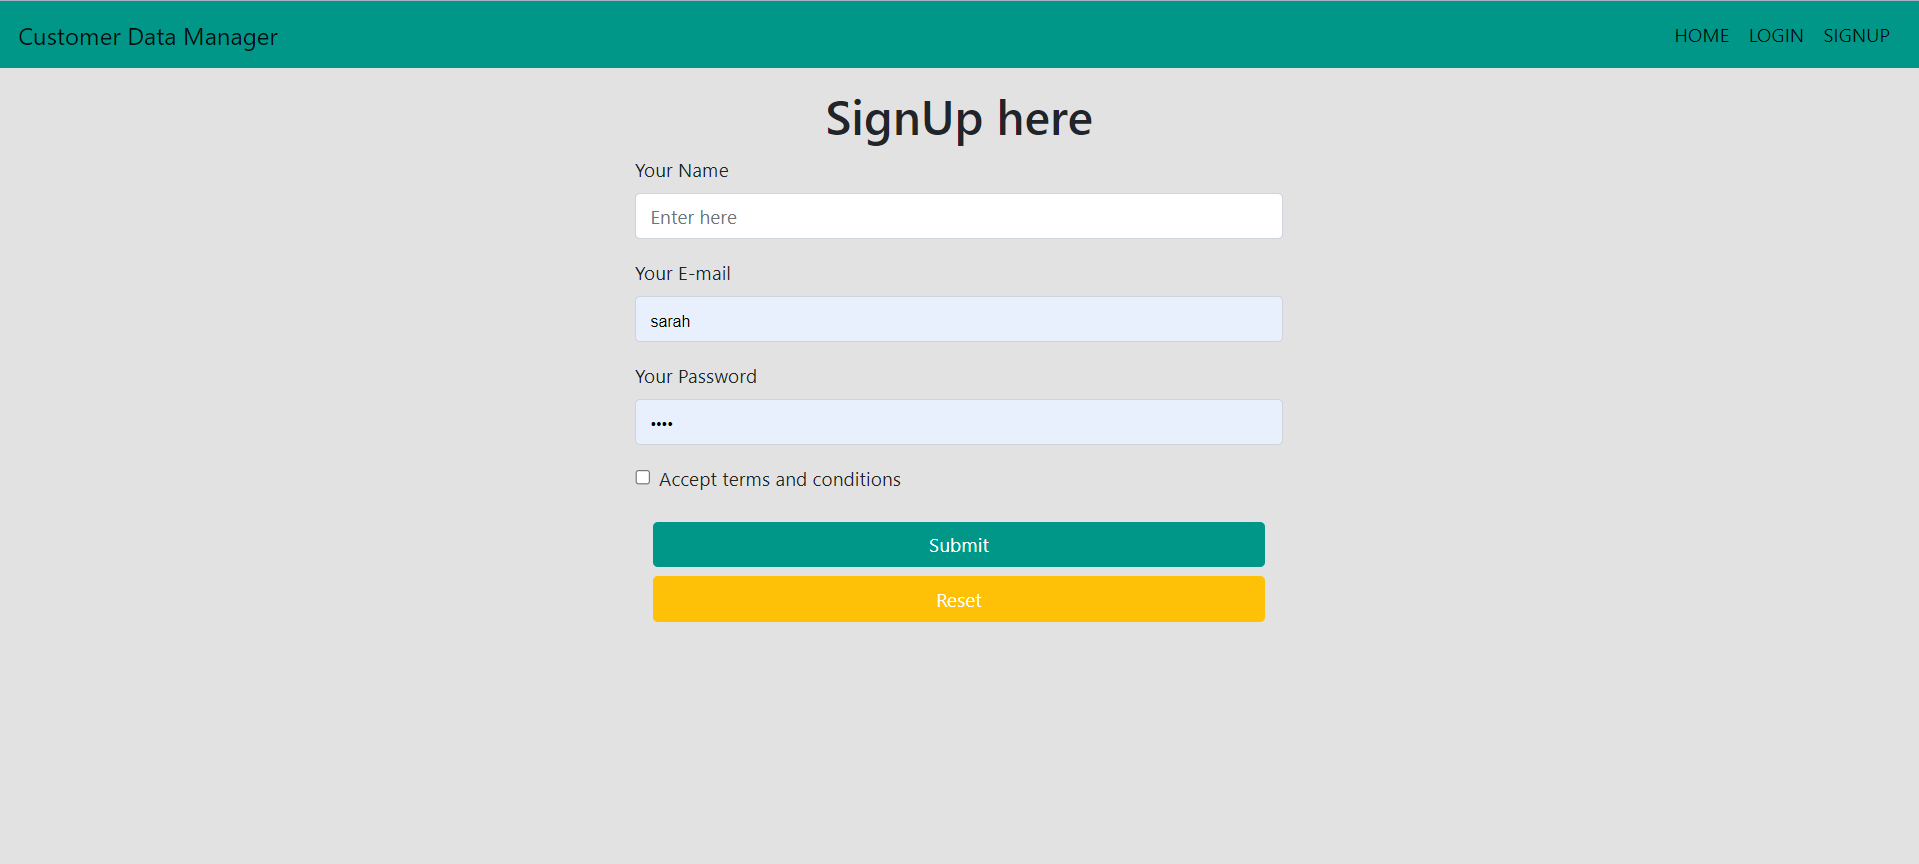 Customer Data Manager HOME LOGIN SIGNUP
SignUp here
Your Name
Enter here
Your E-mail
sarah
Your Password
••••
Accept terms and conditions
Submit
Reset